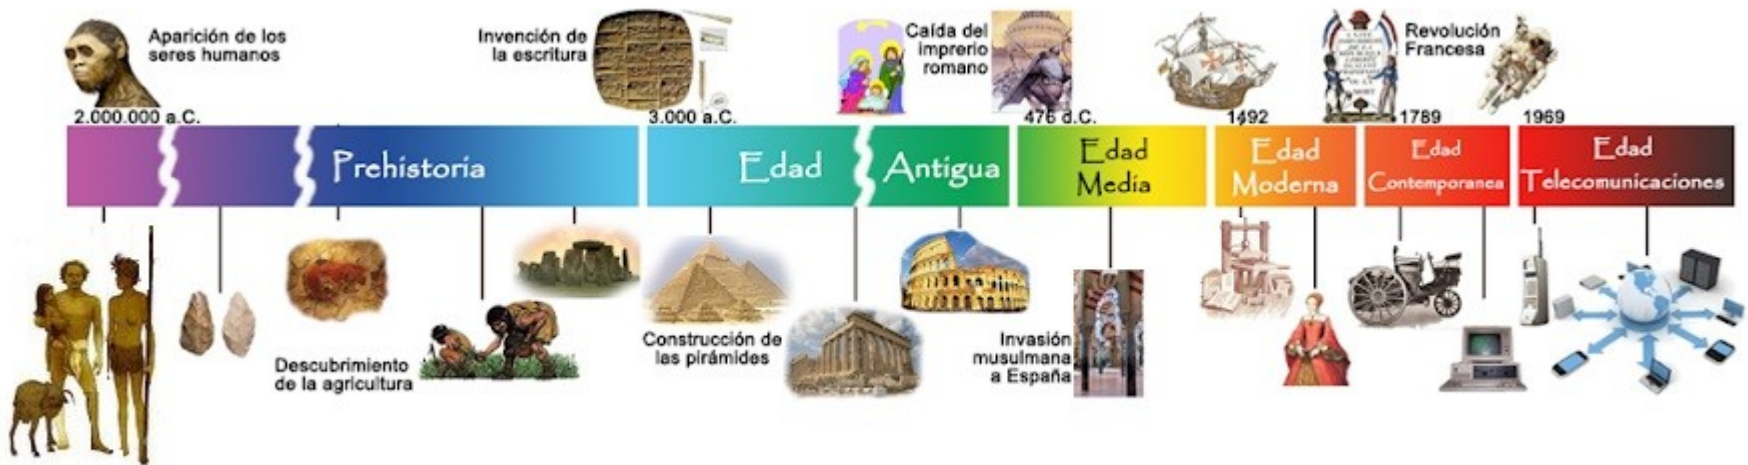 Aparición de los
seres humanos
Invención de
la escritura
Caída del
imprerio
romano
Revolución
Francesa
2.000.000 a.C.
3.000 a.C.
476 d.C.
1492
1789
1969
Prehistoria
Edad Antigua
Edad
Media
Edad
Moderna
Edad
Contemporanea
Edad
Telecomunicaciones
Descubrimiento
de la agricultura
Construcción de
las pirámides
Invasión
musulmana
a España